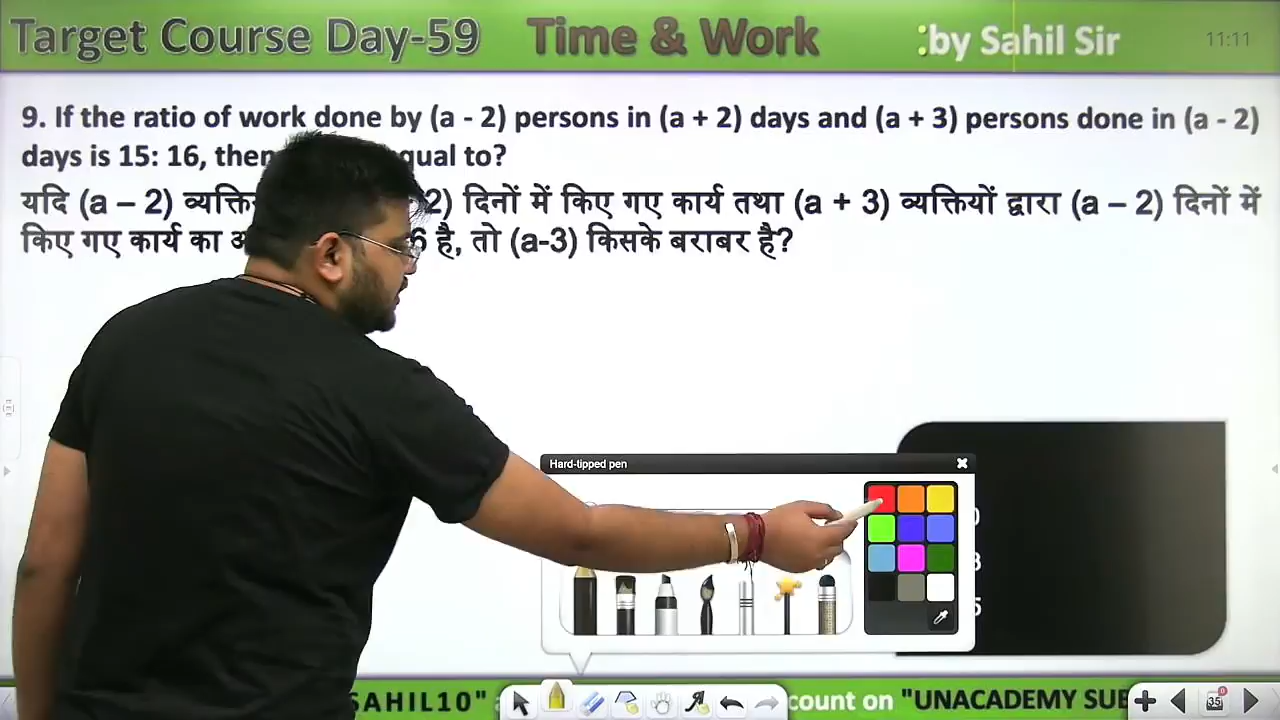 Target Course Day-59 Time & Work :by Sahil Sir 11:11
9. If the ratio of work done by (a - 2) persons in (a + 2) days and (a + 3) persons done in (a - 2)
days is 15: 16, then qual to?
यदि (a – 2) 2) दिनों में किए गए कार्य तथा (a + 3) व्यक्तियों द्वारा (a – 2) दिनों में
किए गए कार्य का 6 है, तो (a-3) किसके बराबर है?
Hard-tipped pen
SAHIL10" count on "UNACADEMY SUB
35